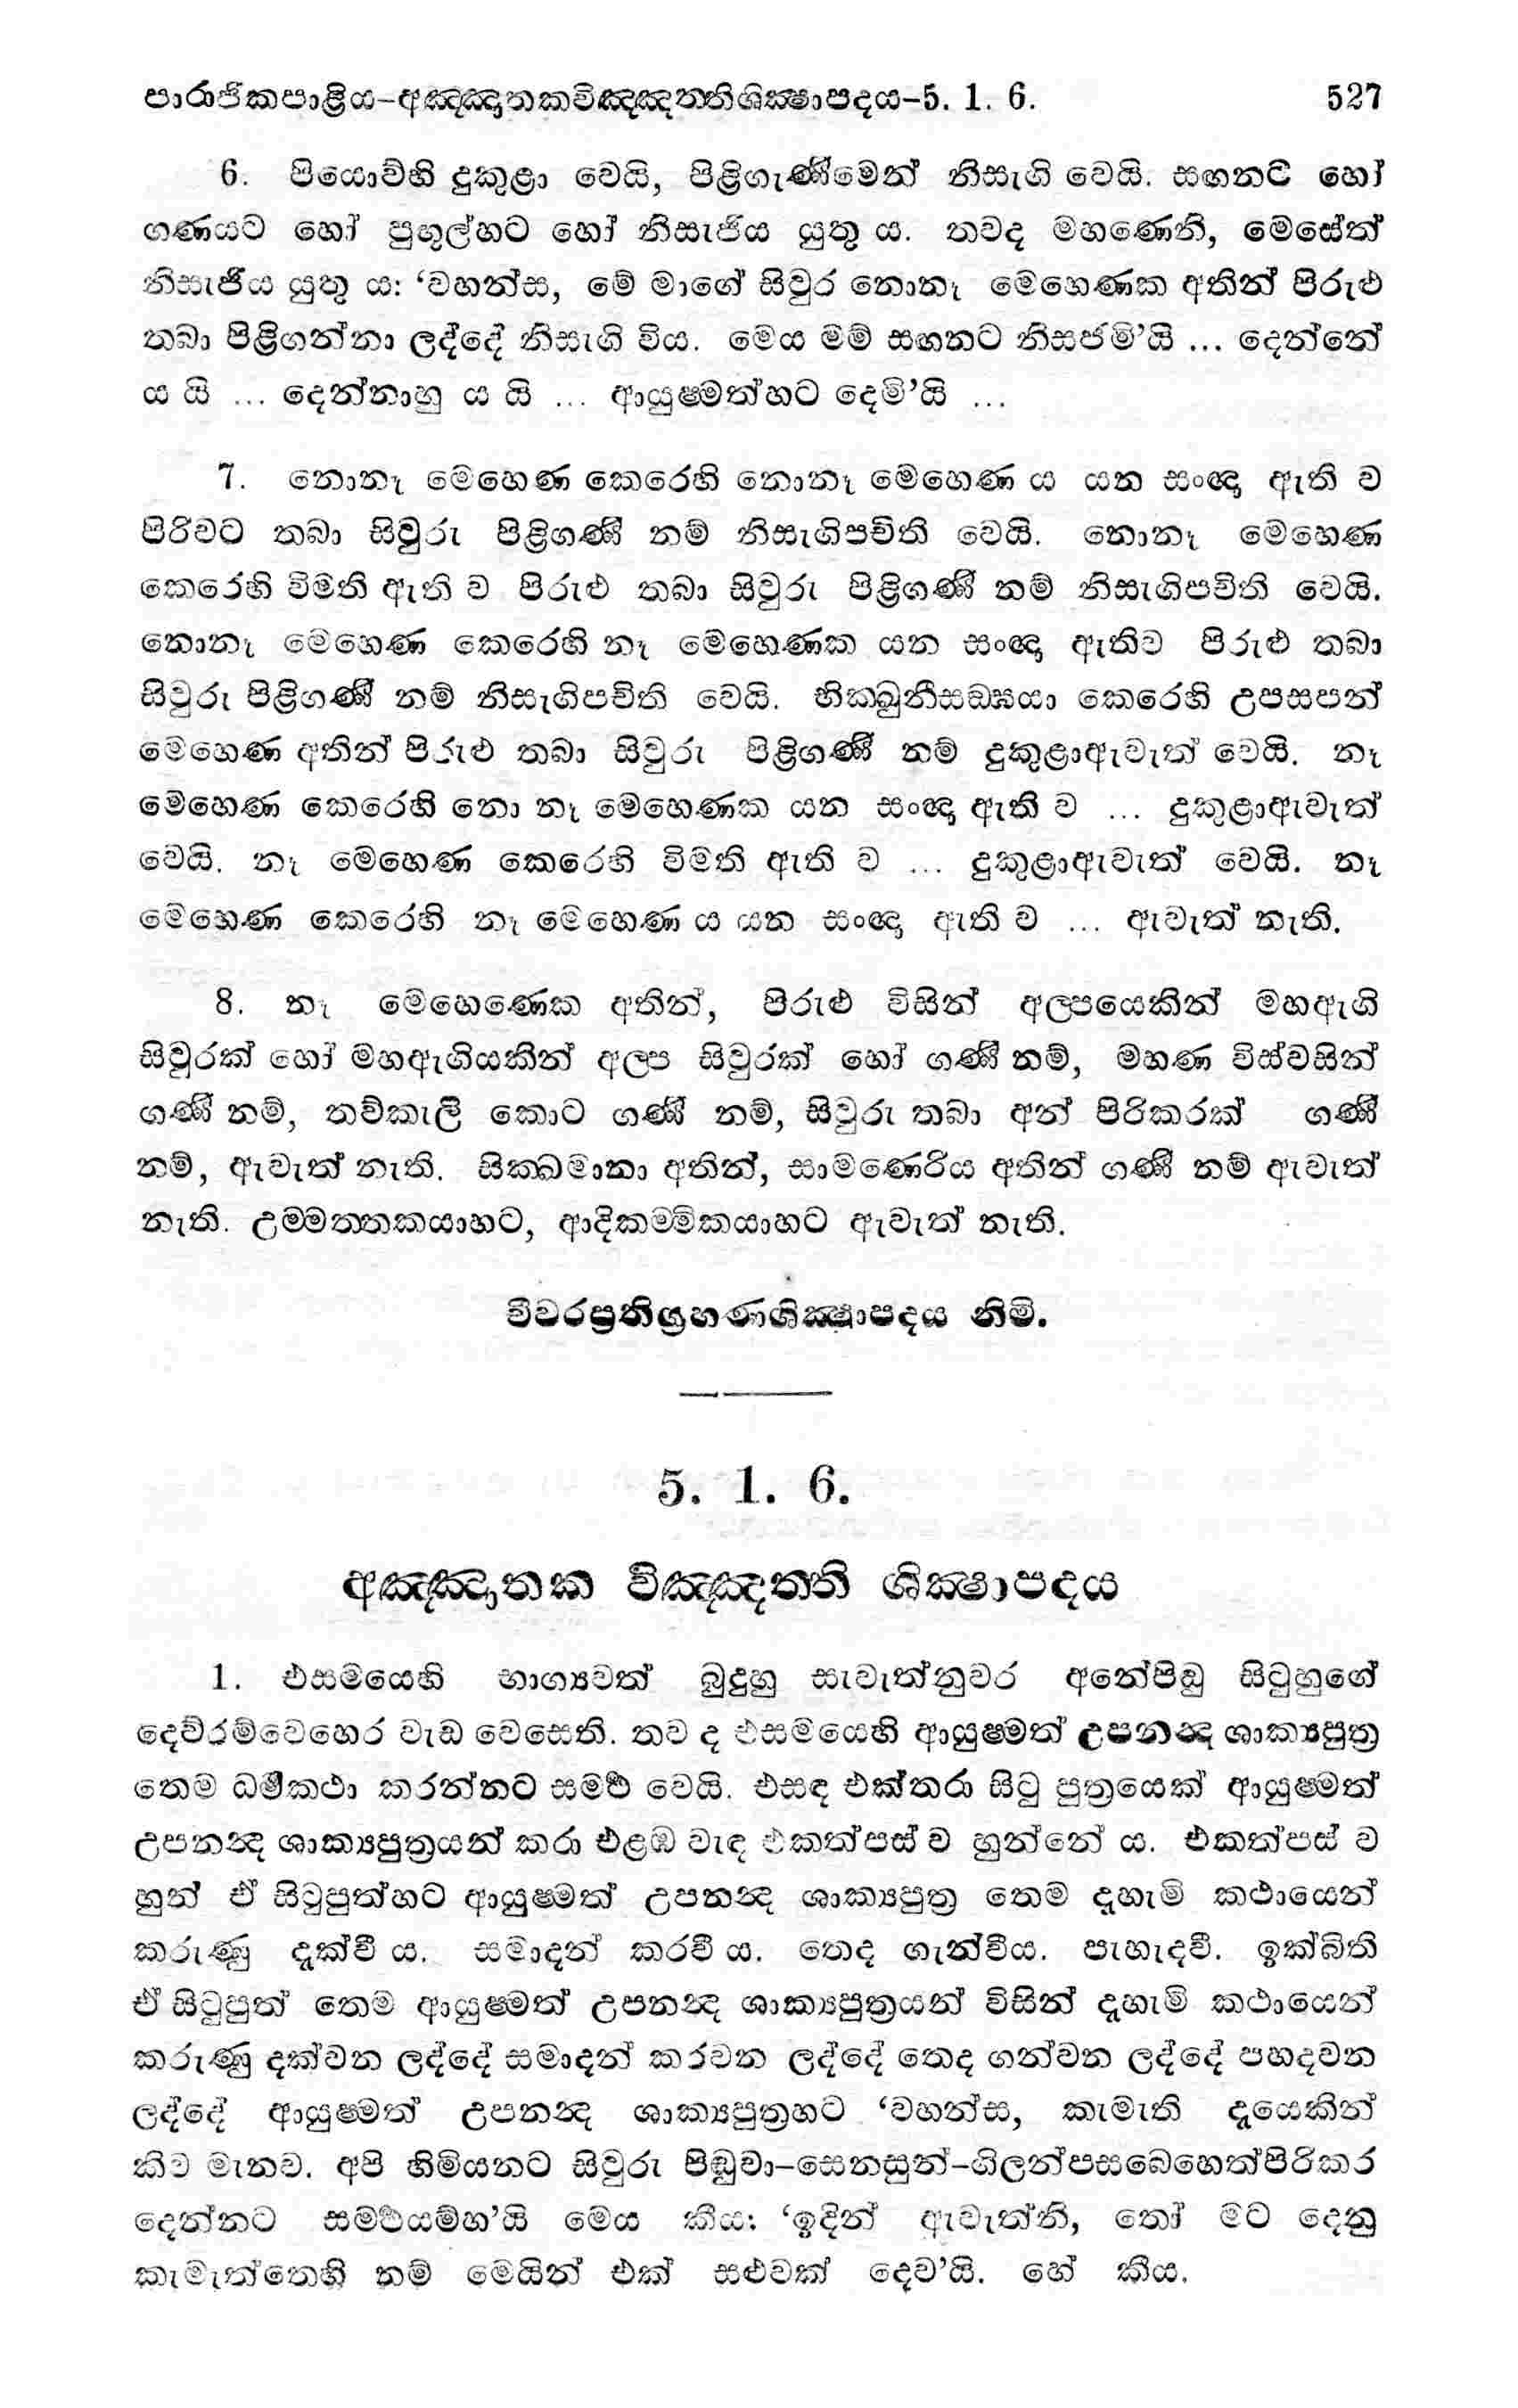 පාරාජිකපාළිය-අඤ්ඤාතකවිඤ්ඤත්තිශික්ෂාපදය-5. 1. 6. 527
6. පියොව්හි දුකුළා වෙයි, පිළිගැණීමෙන් නිසැගි වෙයි. සඟනට හෝ
ගණයට හෝ පුඟුල්හට හෝ නිසැජිය යුතු ය. තවද මහණෙනි, මෙසේත්
නිසැජිය යුතු ය: ‘වහන්ස, මේ මාගේ සිවුර නොනෑ මෙහෙණක අතින් පිරුළු
තබා පිළිගන්නා ලද්දේ නිසැගි විය. මෙය මම් සඟනට නිසජමි’යි ... දෙන්නේ
ය යි ... දෙන්නාහු ය යි ... ආයුෂ්මත්හට දෙමි’යි ...
7. නොනෑ මෙහෙණ කෙරෙහි නොනෑ මෙහෙණ ය යන සංඥා ඇති ව
පිරිවට තබා සිවුරු පිළිගණී නම් නිසැගිපචිති වෙයි. නොනෑ මෙහෙණ
කෙරෙහි විමති ඇති ව පිරුළු තබා සිවුරු පිළිගණී නම් නිසැගිපචිති වෙයි.
නොනෑ මෙහෙණ කෙරෙහි නෑ මෙහෙණක යන සංඥා ඇතිව පිරුළු තබා
සිවුරු පිළිගණී නම් නිසැගිපචිති වෙයි. භික්ඛුනීසඞ්ඝයා කෙරෙහි උපසපන්
මෙහෙණ අතින් පිරුළු තබා සිවුරු පිළිගණී නම් දුකුළාඇවැත් වෙයි. නෑ
මෙහෙණ කෙරෙහි නො නෑ මෙහෙණක යන සංඥා ඇති ව ... දුකුළාඇවැත්
වෙයි. නෑ මෙහෙණ කෙරෙහි විමති ඇති ව ... දුකුළාඇවැත් වෙයි. නෑ
මෙහෙණ කෙරෙහි නෑ මෙහෙණ ය යන සංඥා ඇති ව ... ඇවැත් නැති.
8. නෑ මෙහෙණෙක අතින්, පිරුළු විසින් අල්පයෙකින් මහඇගි
සිවුරක් හෝ මහඇගියකින් අල්ප සිවුරක් හෝ ගණී නම්, මහණ විස්වසින්
ගණී නම්, තව්කැලි කොට ගණී නම්, සිවුරු තබා අන් පිරිකරක් ගණී
නම්, ඇවැත් නැති. සික්ඛමානා අතින්, සාමණෙරිය අතින් ගණී නම් ඇවැත්
නැති. උම්මත්තකයාහට, ආදිකම්මිකයාහට ඇවැත් නැති.
චීවරප්‍රතිග්‍රහණශික්ෂාපදය නිමි.
5. 1. 6.
අඤ්ඤාතක විඤ්ඤත්ති ශික්ෂාපදය
1. එසමයෙහි භාග්‍යවත් බුදුහු සැවැත්නුවර අනේපිඬු සිටුහුගේ
දෙව්රම්වෙහෙර වැඩ වෙසෙති. තව ද එසමයෙහි ආයුෂ්මත් උපනන්ද ශාක්‍යපුත්‍ර
තෙම ධර්මකථා කරන්නට සමර්ථ වෙයි. එසඳ එක්තරා සිටු පුත්‍රයෙක් ආයුෂ්මත්
උපනන්ද ශාක්‍යපුත්‍රයන් කරා එළඹ වැඳ එකත්පස් ව හුන්නේ ය. එකත්පස් ව
හුන් ඒ සිටුපුත්හට ආයුෂ්මත් උපනන්ද ශාක්‍යපුත්‍ර තෙම දැහැමි කථායෙන්
කරුණු දැක්වී ය. සමාදන් කරවී ය. තෙද ගැන්වීය. පැහැදවී. ඉක්බිති
ඒ සිටුපුත් තෙම ආයුෂ්මත් උපනන්ද ශාක්‍යපුත්‍රයන් විසින් දැහැමි කථායෙන්
කරුණු දක්වන ලද්දේ සමාදන් කරවන ලද්දේ තෙද ගන්වන ලද්දේ පහදවන
ලද්දේ ආයුෂ්මත් උපනන්ද ශාක්‍යපුත්‍රහට ‘වහන්ස, කැමැති දෑයෙකින්
කිව මැනව. අපි හිමියනට සිවුරු පිඬුවා-සෙනසුන්-ගිලන්පසබෙහෙත්පිරිකර
දෙන්නට සමර්ථයම්හ’යි මෙය කීය: ‘ඉදින් ඇවැත්නි, තෝ මට දෙනු
කැමැත්තෙහි නම් මෙයින් එක් සළුවක් දෙව’යි. හේ කීය.